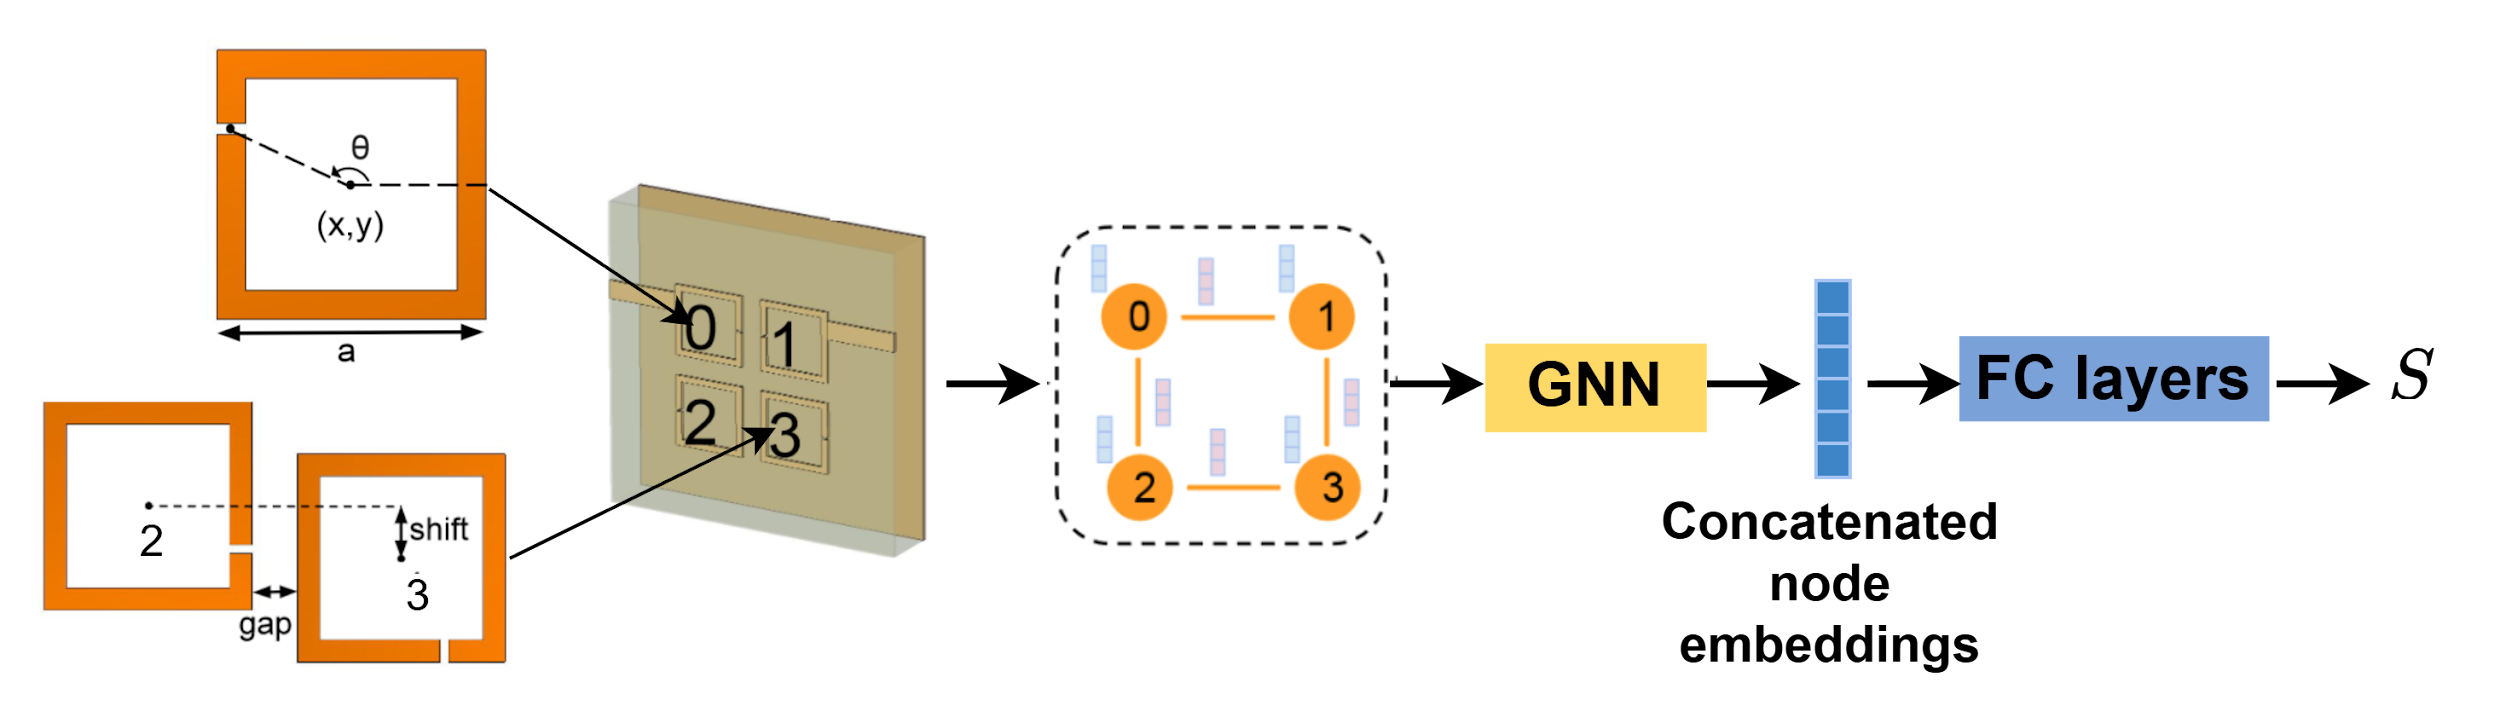 θ
(x,y)
a
2
shift
3
gap
0
1
2
3
0
1
2
3
GNN
Concatenated
node
embeddings
FC layers
S